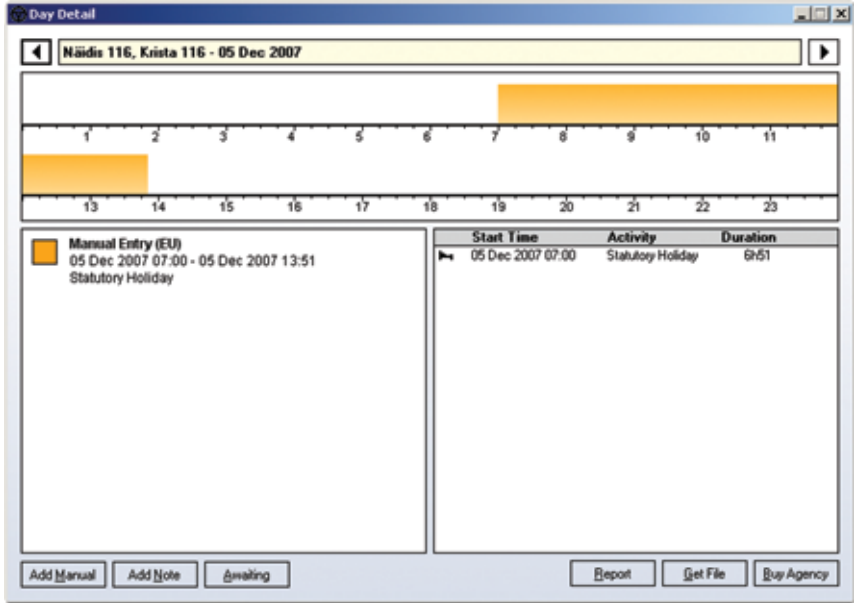 Day Detail
Näidis 116, Krista 116 - 05 Dec 2007
1 2 3 4 5 6 7 8 9 10 11
13 14 15 16 17 18 19 20 21 22 23
Manual Entry (EU)
05 Dec 2007 07:00 - 05 Dec 2007 13:51
Statutory Holiday
Start Time Activity Duration
05 Dec 2007 07:00 Statutory Holiday 6h51
Add Manual Add Note Awaiting Report Get File Buy Agency